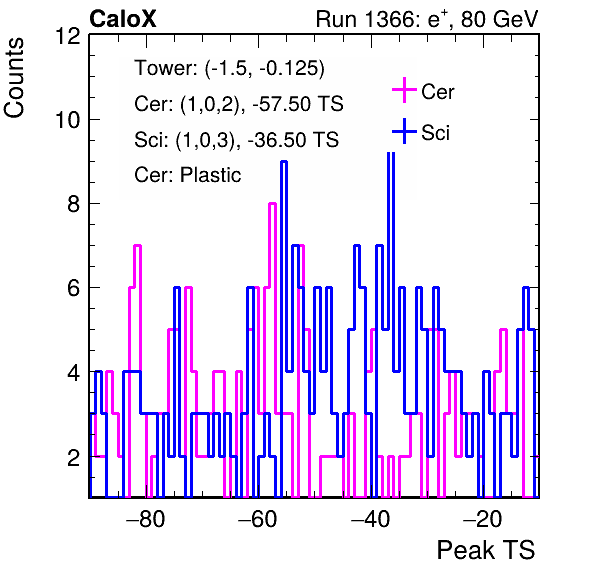 CaloX Run 1366: e⁺, 80 GeV
Counts
12
10
8
6
4
2
Tower: (-1.5, -0.125)
Cer: (1,0,2), -57.50 TS
Sci: (1,0,3), -36.50 TS
Cer: Plastic
Cer
Sci
−80 −60 −40 −20
Peak TS